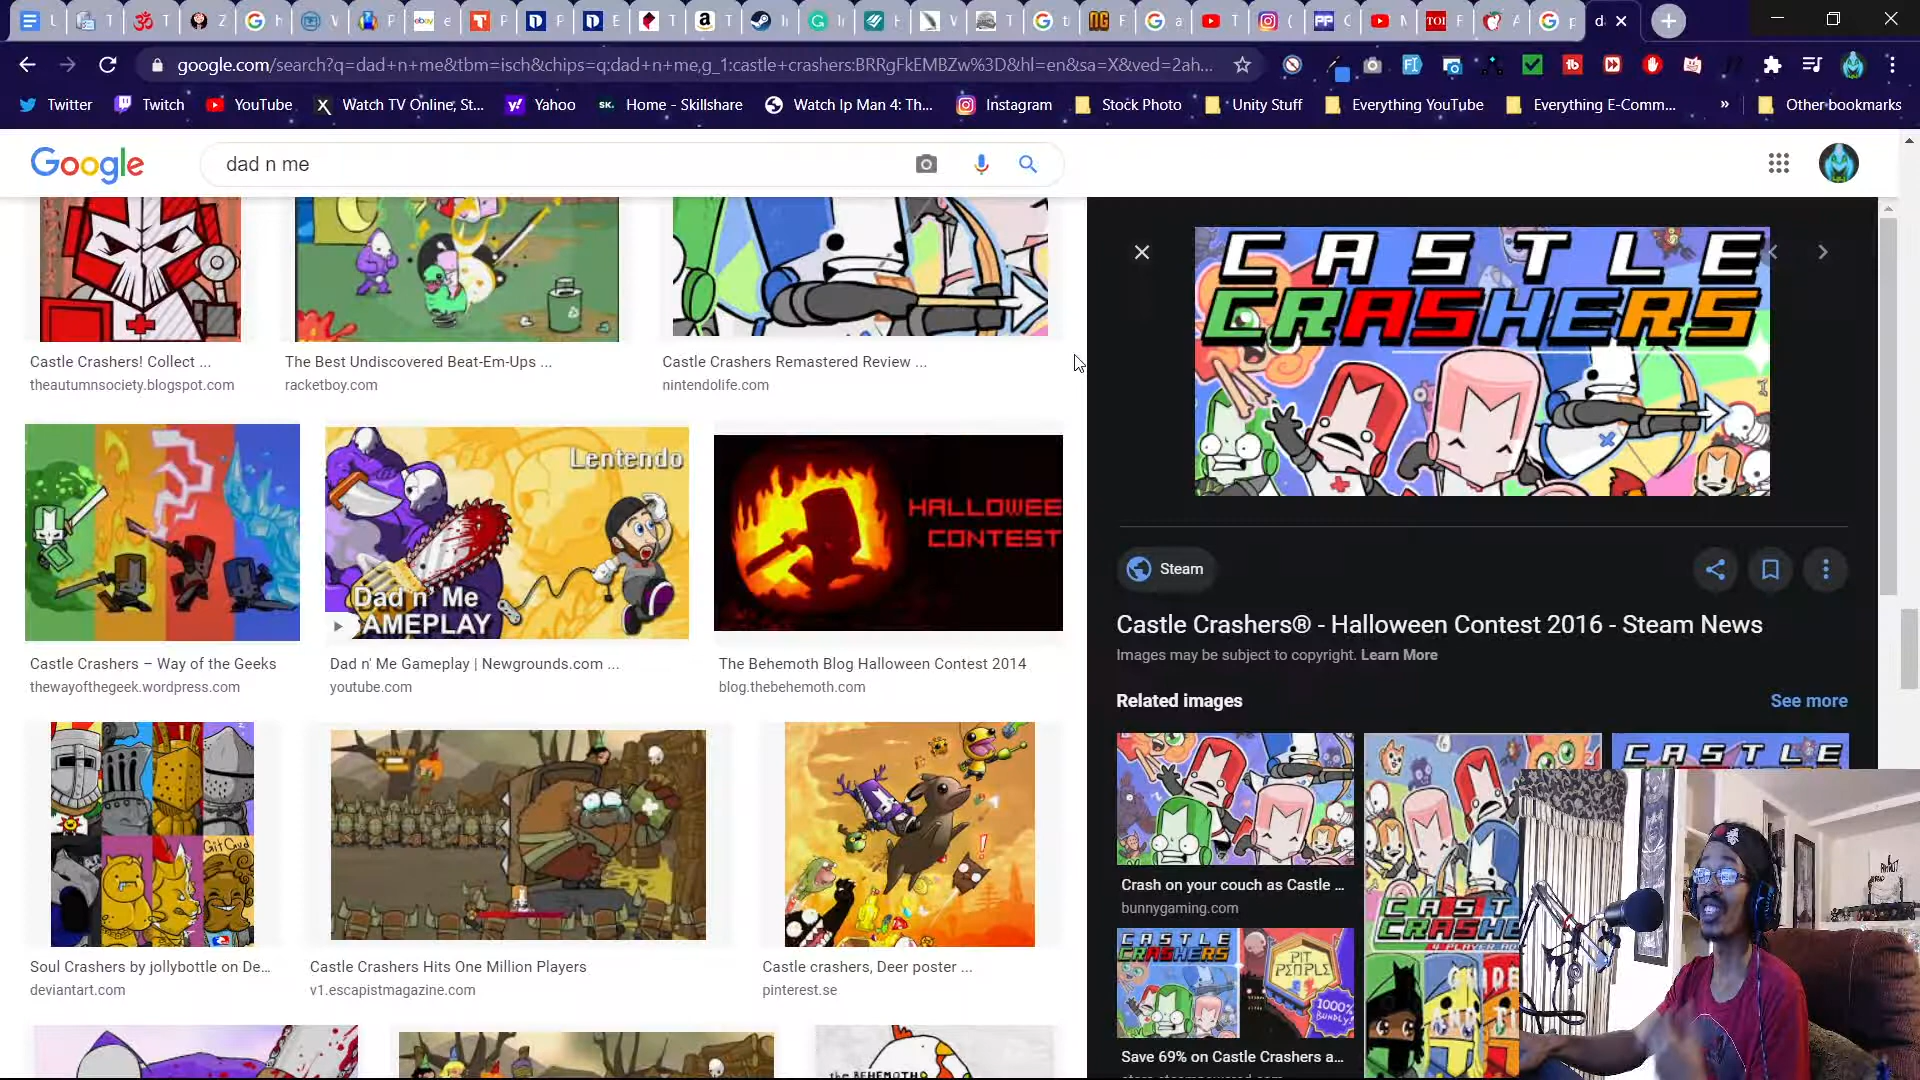 google.com/search?q=dad+n+me&tbm=isch&chips=q:dad+n+me,g_1:castle+crashers:BRRgFkEMBZw%3D&hl=en&sa=X&ved=2ah...
Twitter
Twitch
YouTube
Watch TV Online, St...
Yahoo
Home - Skillshare
Watch Ip Man 4: Th...
Instagram
Stock Photo
Unity Stuff
Everything YouTube
Everything E-Comm...
»
Other bookmarks
Google
dad n me
Castle Crashers! Collect ...
theautumnsociety.blogspot.com
The Best Undiscovered Beat-Em-Ups ...
racketboy.com
Castle Crashers Remastered Review ...
nintendolife.com
CASTLE
CRASHERS
Steam
Castle Crashers® - Halloween Contest 2016 - Steam News
Images may be subject to copyright. Learn More
Related images
See more
Lentendo
Dad n' Me
GAMEPLAY
HALLOWEE
CONTEST
Castle Crashers – Way of the Geeks
thewayofthegeek.wordpress.com
Dad n' Me Gameplay | Newgrounds.com ...
youtube.com
The Behemoth Blog Halloween Contest 2014
blog.thebehemoth.com
Soul Crashers by jollybottle on De...
deviantart.com
Castle Crashers Hits One Million Players
v1.escapistmagazine.com
Castle crashers, Deer poster ...
pinterest.se
Crash on your couch as Castle ...
bunnygaming.com
CASTLE
CASTLE
CRASHERS
PIT
PEOPLE
1000%
BUNDLY!
Save 69% on Castle Crashers a...
THE BEHEMOTH